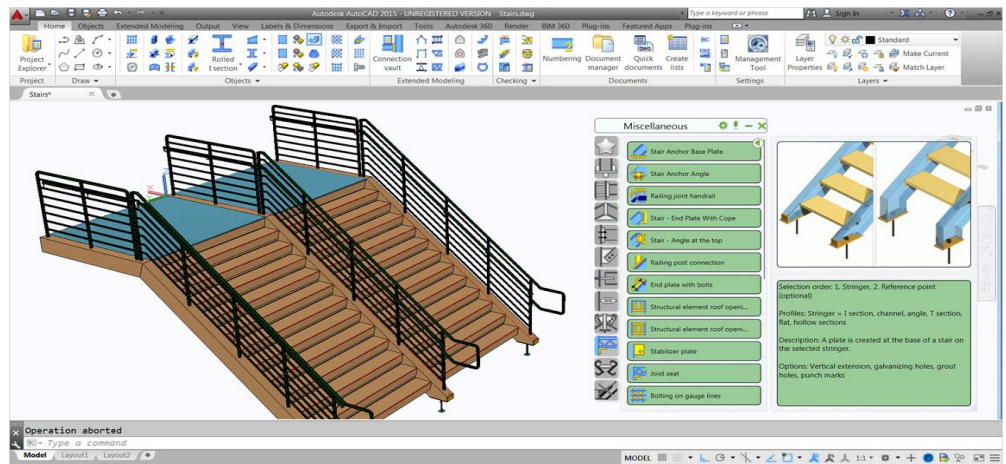 Autodesk AutoCAD 2015 - UNREGISTERED VERSION Stairs.dwg
Type a keyword or phrase
Sign In
Home Objects Extended Modeling Output View Labels & Dimensions Export & Import Tools Autodesk 360 Render BIM 360 Plug-ins Featured Apps Plug-ins
Project Explorer
Rolled I section
Connection vault
Numbering
Document manager
Quick documents
Create lists
Management Tool
Layer Properties
Standard
Make Current
Match Layer
Project Draw Objects Extended Modeling Checking Documents Settings Layers
Stairs*
Miscellaneous
Stair Anchor Base Plate
Stair Anchor Angle
Railing joint handrail
Stair - End Plate With Cope
Stair - Angle at the top
Railing post connection
End plate with bolts
Structural element roof openi...
Structural element roof openi...
Stabilizer plate
Joist seat
Bolting on gauge lines
Selection order: 1. Stringer, 2. Reference point
(optional)
Profiles: Stringer = I section, channel, angle, T section,
flat, hollow sections
Description: A plate is created at the base of a stair on
the selected stringer.
Options: Vertical extension, galvanizing holes, grout
holes, punch marks
Operation aborted
Type a command
Model Layout1 Layout2
MODEL
1:1